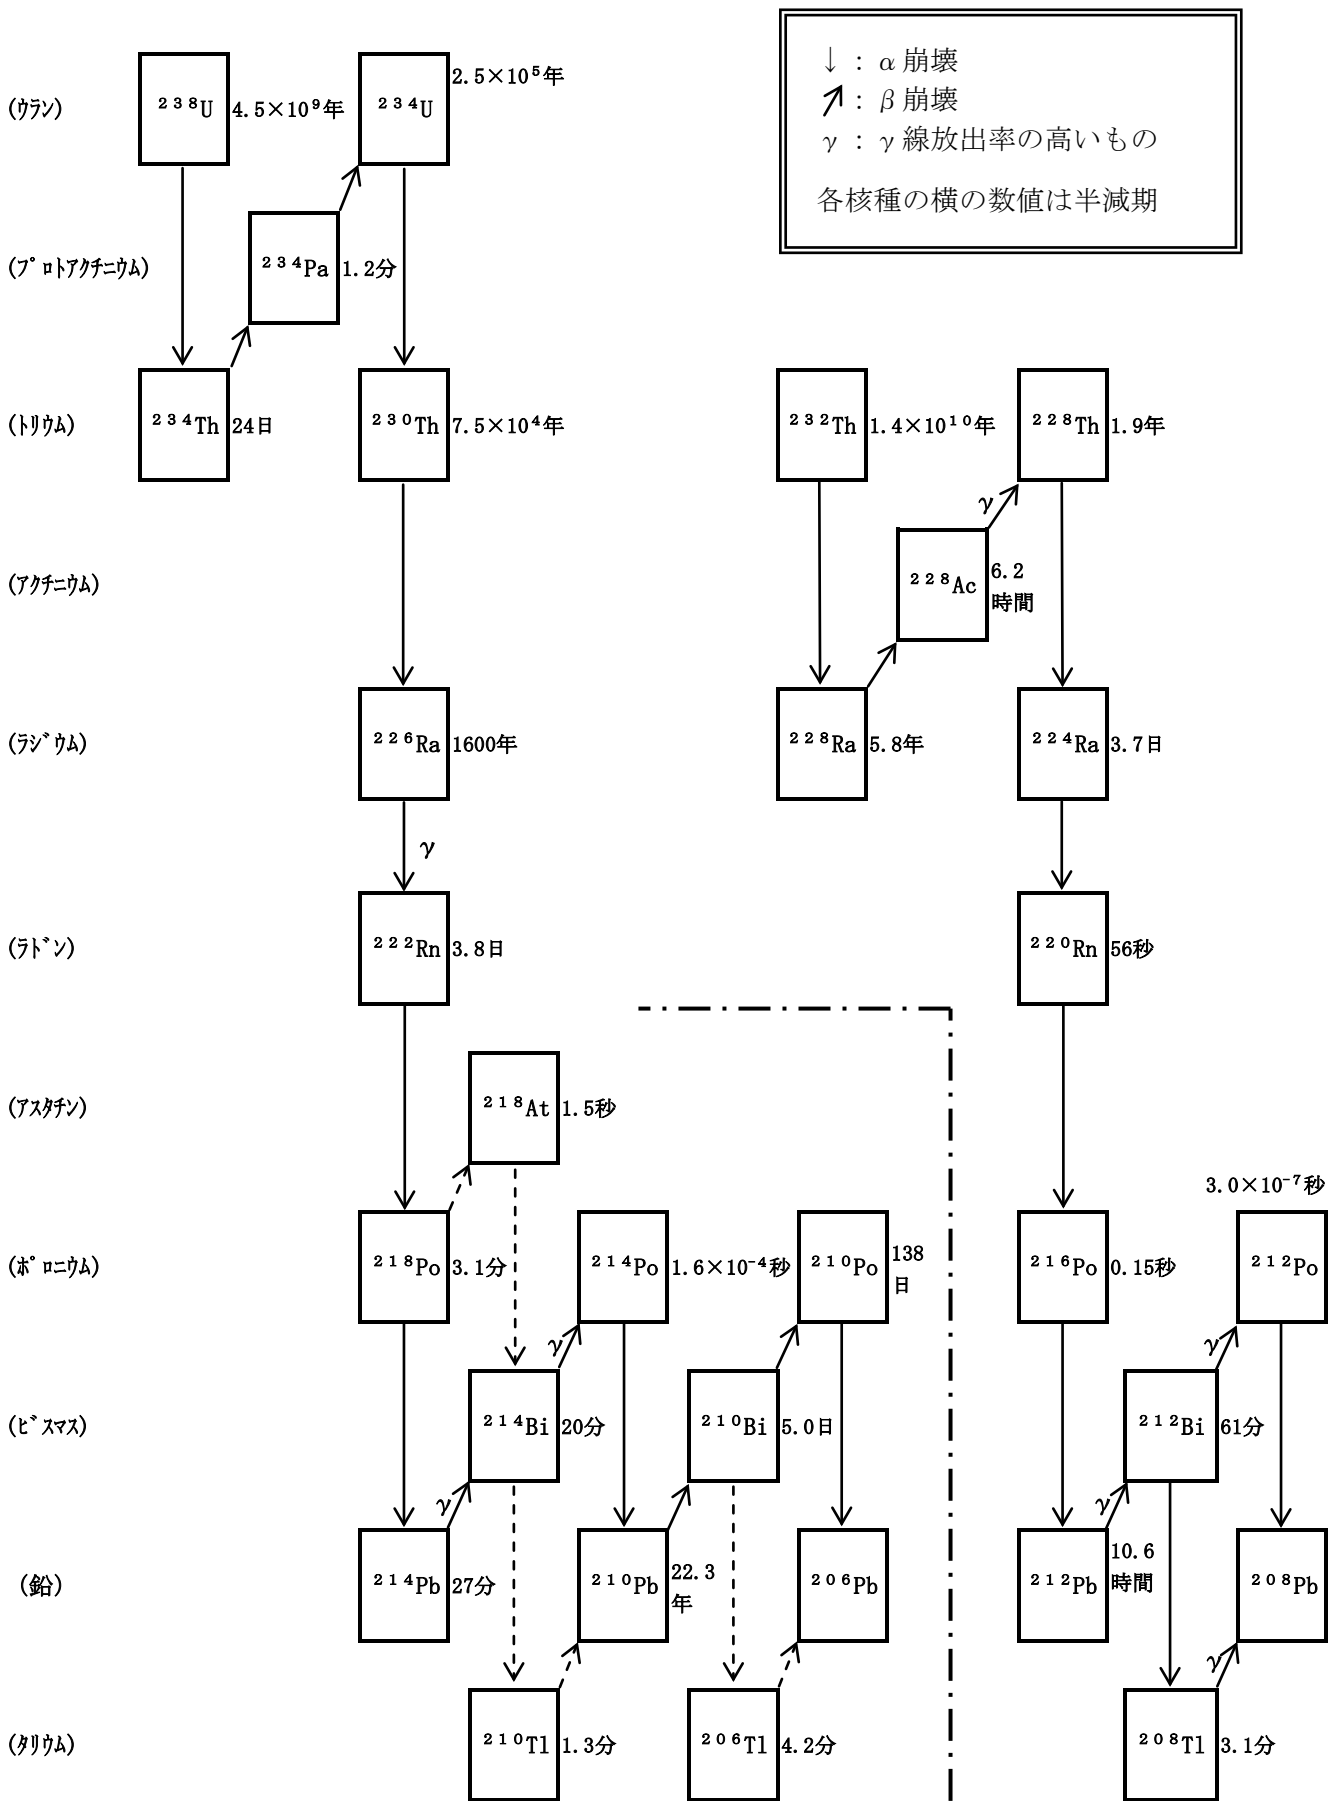 ↓ : α 崩壊
↗ : β 崩壊
γ : γ 線放出率の高いもの
各核種の横の数値は半減期
(ウラン) ²³⁸U 4.5×10⁹年 ²³⁴U 2.5×10⁵年
(プロトアクチニウム) ²³⁴Pa 1.2分
(トリウム) ²³⁴Th 24日 ²³⁰Th 7.5×10⁴年 ²³²Th 1.4×10¹⁰年 ²²⁸Th 1.9年
γ
(アクチニウム) ²²⁸Ac 6.2
時間
(ラジウム) ²²⁶Ra 1600年 ²²⁸Ra 5.8年 ²²⁴Ra 3.7日
γ
(ラドン) ²²²Rn 3.8日 ²²⁰Rn 56秒
(アスタチン) ²¹⁸At 1.5秒
3.0×10⁻⁷秒
(ポロニウム) ²¹⁸Po 3.1分 ²¹⁴Po 1.6×10⁻⁴秒 ²¹⁰Po 138
日 ²¹⁶Po 0.15秒 ²¹²Po
γ γ
(ビスマス) ²¹⁴Bi 20分 ²¹⁰Bi 5.0日 ²¹²Bi 61分
γ γ
(鉛) ²¹⁴Pb 27分 ²¹⁰Pb 22.3
年 ²⁰⁶Pb ²¹²Pb 10.6
時間 ²⁰⁸Pb
γ
(タリウム) ²¹⁰Tl 1.3分 ²⁰⁶Tl 4.2分 ²⁰⁸Tl 3.1分